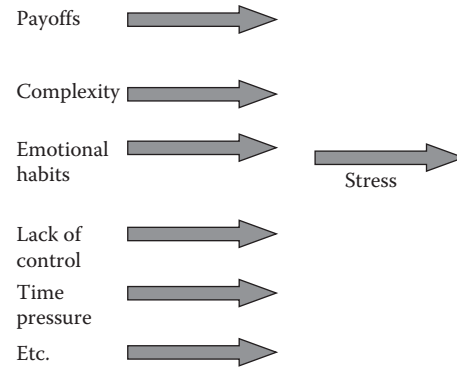 Payoffs
Complexity
Emotional
habits
Stress
Lack of
control
Time
pressure
Etc.